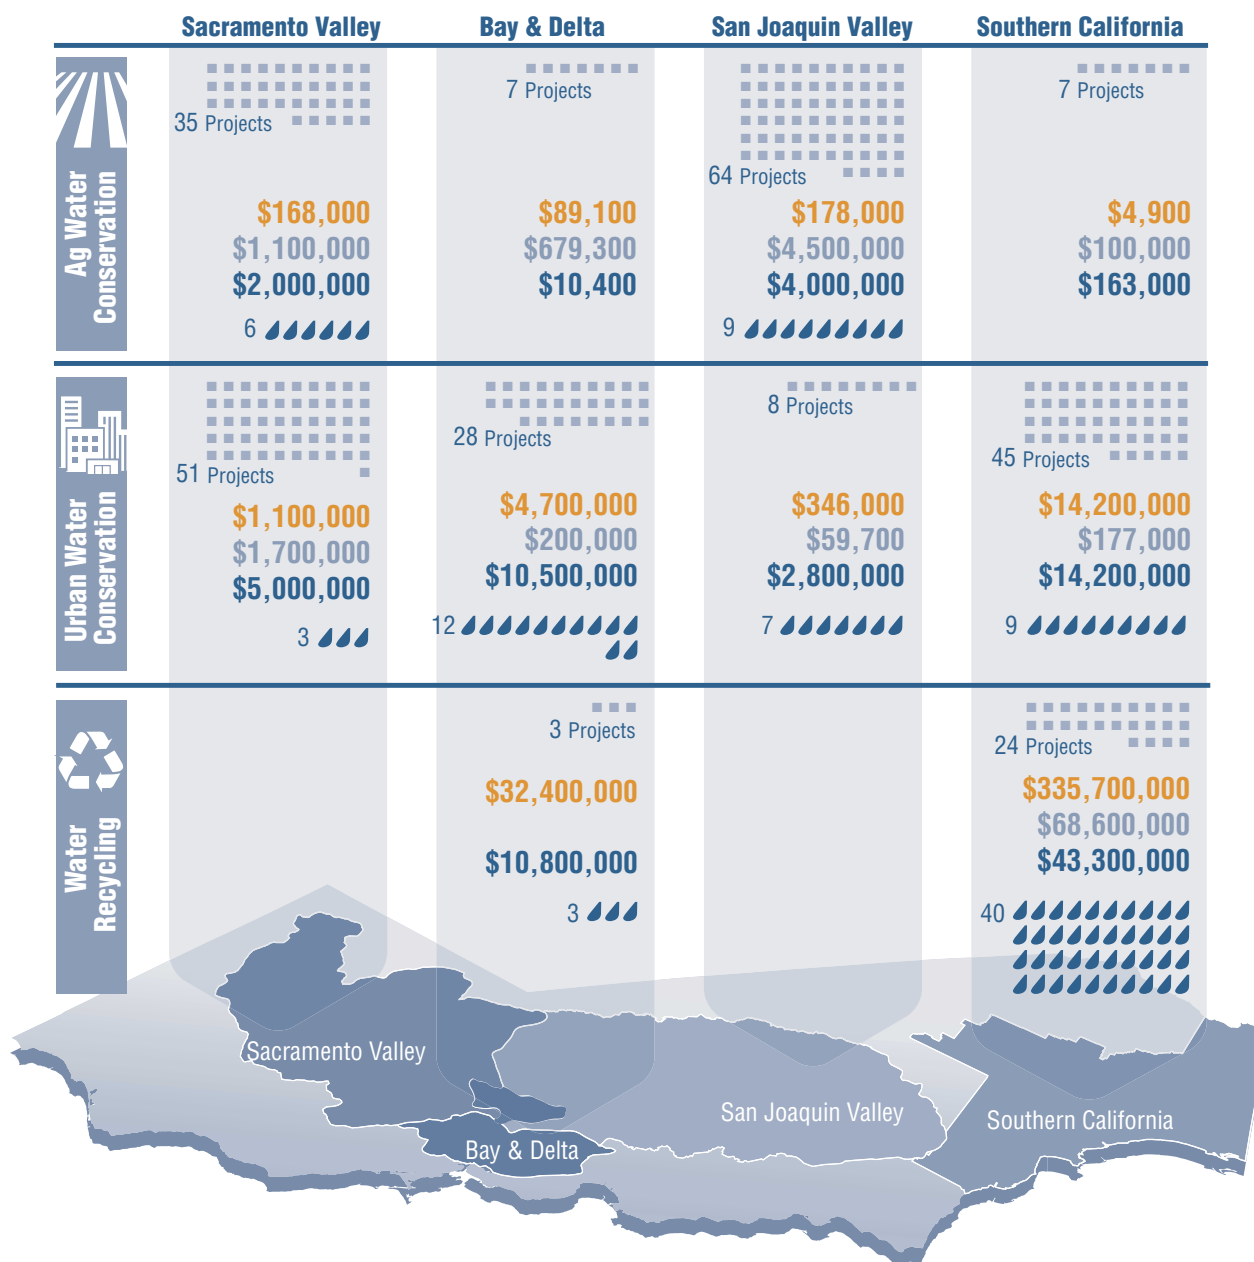 Sacramento Valley
Bay & Delta
San Joaquin Valley
Southern California
Ag Water
Conservation
35 Projects
$168,000
$1,100,000
$2,000,000
6
7 Projects
$89,100
$679,300
$10,400
64 Projects
$178,000
$4,500,000
$4,000,000
9
7 Projects
$4,900
$100,000
$163,000
Urban Water
Conservation
51 Projects
$1,100,000
$1,700,000
$5,000,000
3
28 Projects
$4,700,000
$200,000
$10,500,000
12
8 Projects
$346,000
$59,700
$2,800,000
7
45 Projects
$14,200,000
$177,000
$14,200,000
9
Water
Recycling
3 Projects
$32,400,000
$10,800,000
3
24 Projects
$335,700,000
$68,600,000
$43,300,000
40
Sacramento Valley
Bay & Delta
San Joaquin Valley
Southern California